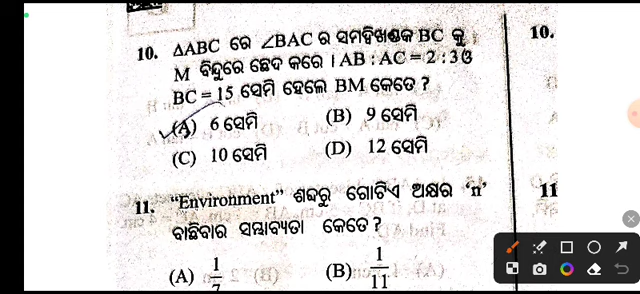 10. ΔABC ରେ ∠BAC ର ସମଦ୍ୱିଖଣ୍ଡକ BC କୁ
M ବିନ୍ଦୁରେ ଛେଦ କରେ । AB : AC = 2 : 3 ଓ
BC = 15 ସେମି ହେଲେ BM କେତେ ?
(A) 6 ସେମି (B) 9 ସେମି
(C) 10 ସେମି (D) 12 ସେମି
11. “Environment” ଶବ୍ଦରୁ ଗୋଟିଏ ଅକ୍ଷର ‘n’
ବାଛିବାର ସମ୍ଭାବ୍ୟତା କେତେ ?
(A) 1/7 (B) 1/11
10.
11